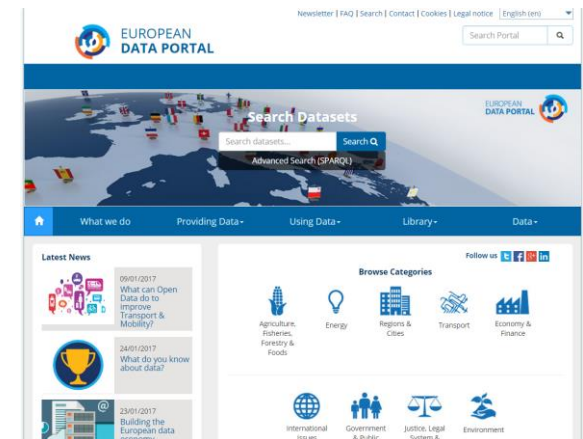 Newsletter | FAQ | Search | Contact | Cookies | Legal notice English (en)
EUROPEAN
DATA PORTAL
Search Portal
EUROPEAN
DATA PORTAL
Search Datasets
Search datasets...
Search
Advanced Search (SPARQL)
What we do Providing Data Using Data Library Data
Latest News
09/01/2017
What can Open
Data do to
improve
Transport &
Mobility?
24/01/2017
What do you know
about data?
23/01/2017
Building the
European data
economy
Follow us
Browse Categories
Agriculture,
Fisheries,
Forestry &
Foods
Energy
Regions &
Cities
Transport
Economy &
Finance
International
Issues
Government
& Public
Justice, Legal
System &
Environment